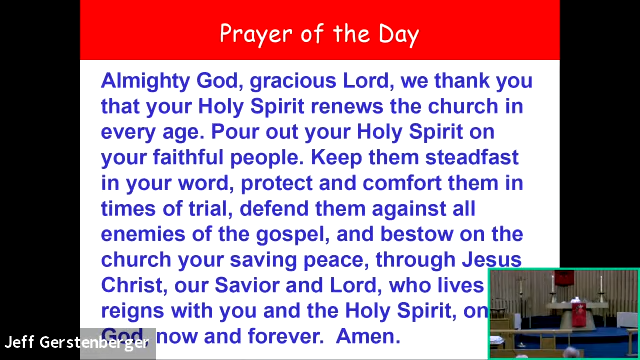 Prayer of the Day
Almighty God, gracious Lord, we thank you
that your Holy Spirit renews the church in
every age. Pour out your Holy Spirit on
your faithful people. Keep them steadfast
in your word, protect and comfort them in
times of trial, defend them against all
enemies of the gospel, and bestow on the
church your saving peace, through Jesus
Christ, our Savior and Lord, who lives
reigns with you and the Holy Spirit, on
God, now and forever. Amen.
Jeff Gerstenberger